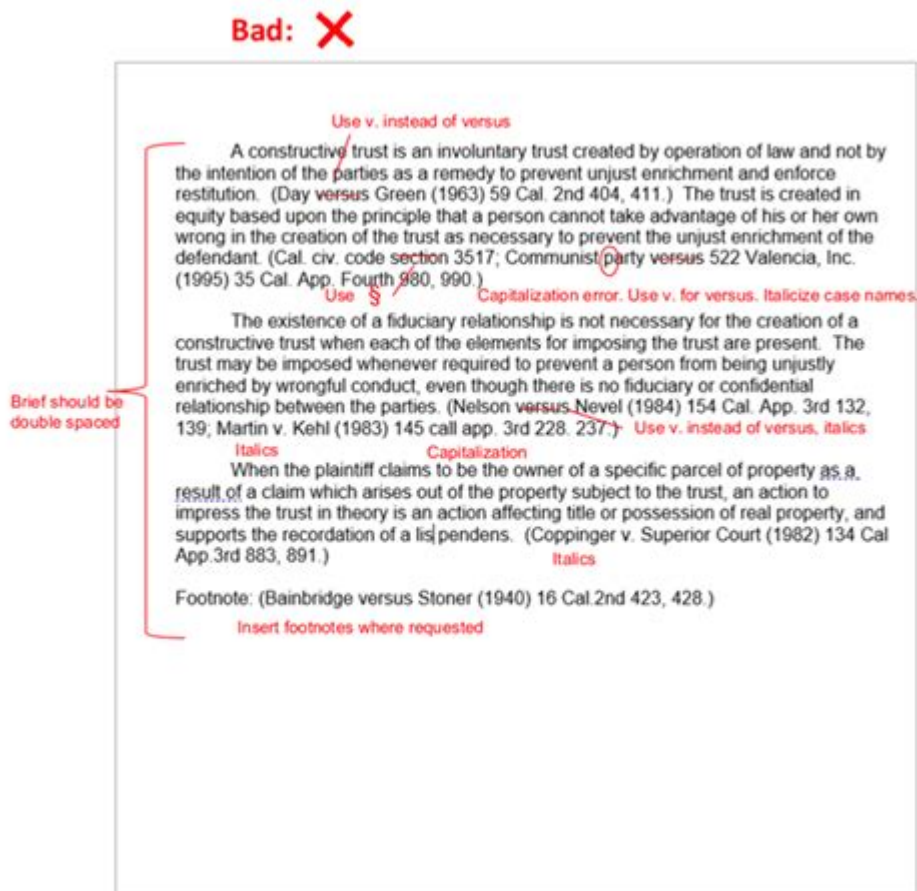 Bad:
Use v. instead of versus
A constructive trust is an involuntary trust created by operation of law and not by
the intention of the parties as a remedy to prevent unjust enrichment and enforce
restitution. (Day versus Green (1963) 59 Cal. 2nd 404, 411.) The trust is created in
equity based upon the principle that a person cannot take advantage of his or her own
wrong in the creation of the trust as necessary to prevent the unjust enrichment of the
defendant. (Cal. civ. code section 3517; Communist party versus 522 Valencia, Inc.
(1995) 35 Cal. App. Fourth 980, 990.)
Use §
Capitalization error. Use v. for versus. Italicize case names.
The existence of a fiduciary relationship is not necessary for the creation of a
constructive trust when each of the elements for imposing the trust are present. The
trust may be imposed whenever required to prevent a person from being unjustly
enriched by wrongful conduct, even though there is no fiduciary or confidential
relationship between the parties. (Nelson versus Nevel (1984) 154 Cal. App. 3rd 132,
139; Martin v. Kehl (1983) 145 call app. 3rd 228. 237.)
Use v. instead of versus, italics
Brief should be
double spaced
Italics
Capitalization
When the plaintiff claims to be the owner of a specific parcel of property as a
result of a claim which arises out of the property subject to the trust, an action to
impress the trust in theory is an action affecting title or possession of real property, and
supports the recordation of a lis pendens. (Coppinger v. Superior Court (1982) 134 Cal
App.3rd 883, 891.)
Italics
Footnote: (Bainbridge versus Stoner (1940) 16 Cal.2nd 423, 428.)
Insert footnotes where requested